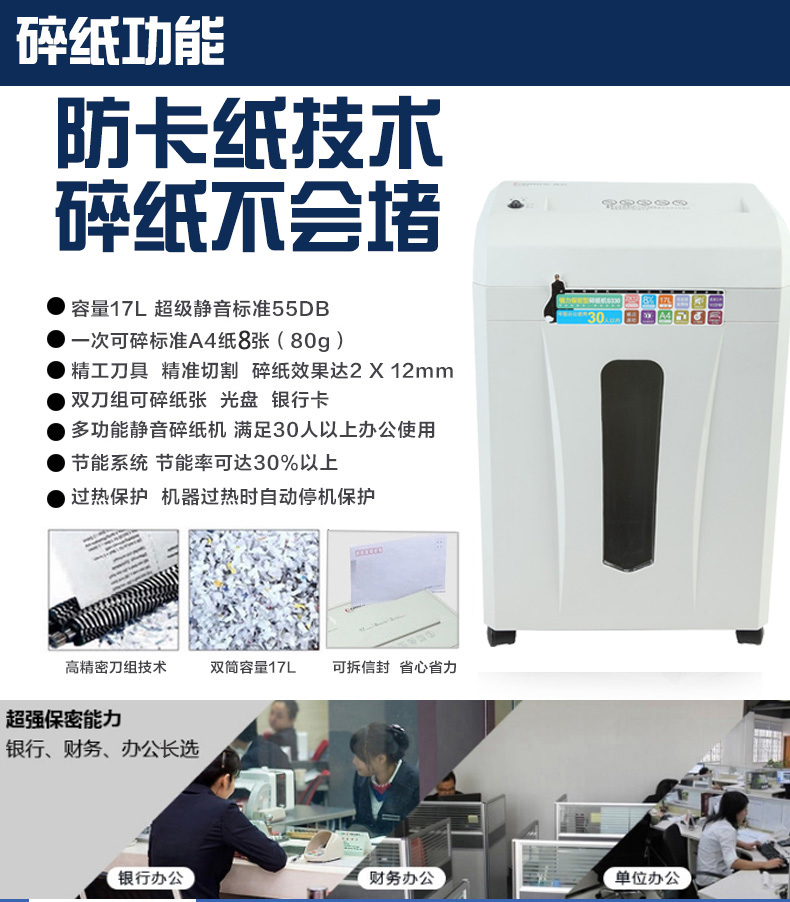 碎纸功能
防卡纸技术
碎纸不会堵
容量17L 超级静音标准55DB
一次可碎标准A4纸8张（80g）
精工刀具 精准切割 碎纸效果达2 X 12mm
双刀组可碎纸张 光盘 银行卡
多功能静音碎纸机 满足30人以上办公使用
节能系统 节能率可达30%以上
过热保护 机器过热时自动停机保护
17L
A4
30人以内
高精密刀组技术
双筒容量17L
可拆信封 省心省力
超强保密能力
银行、财务、办公长选
银行办公
财务办公
单位办公